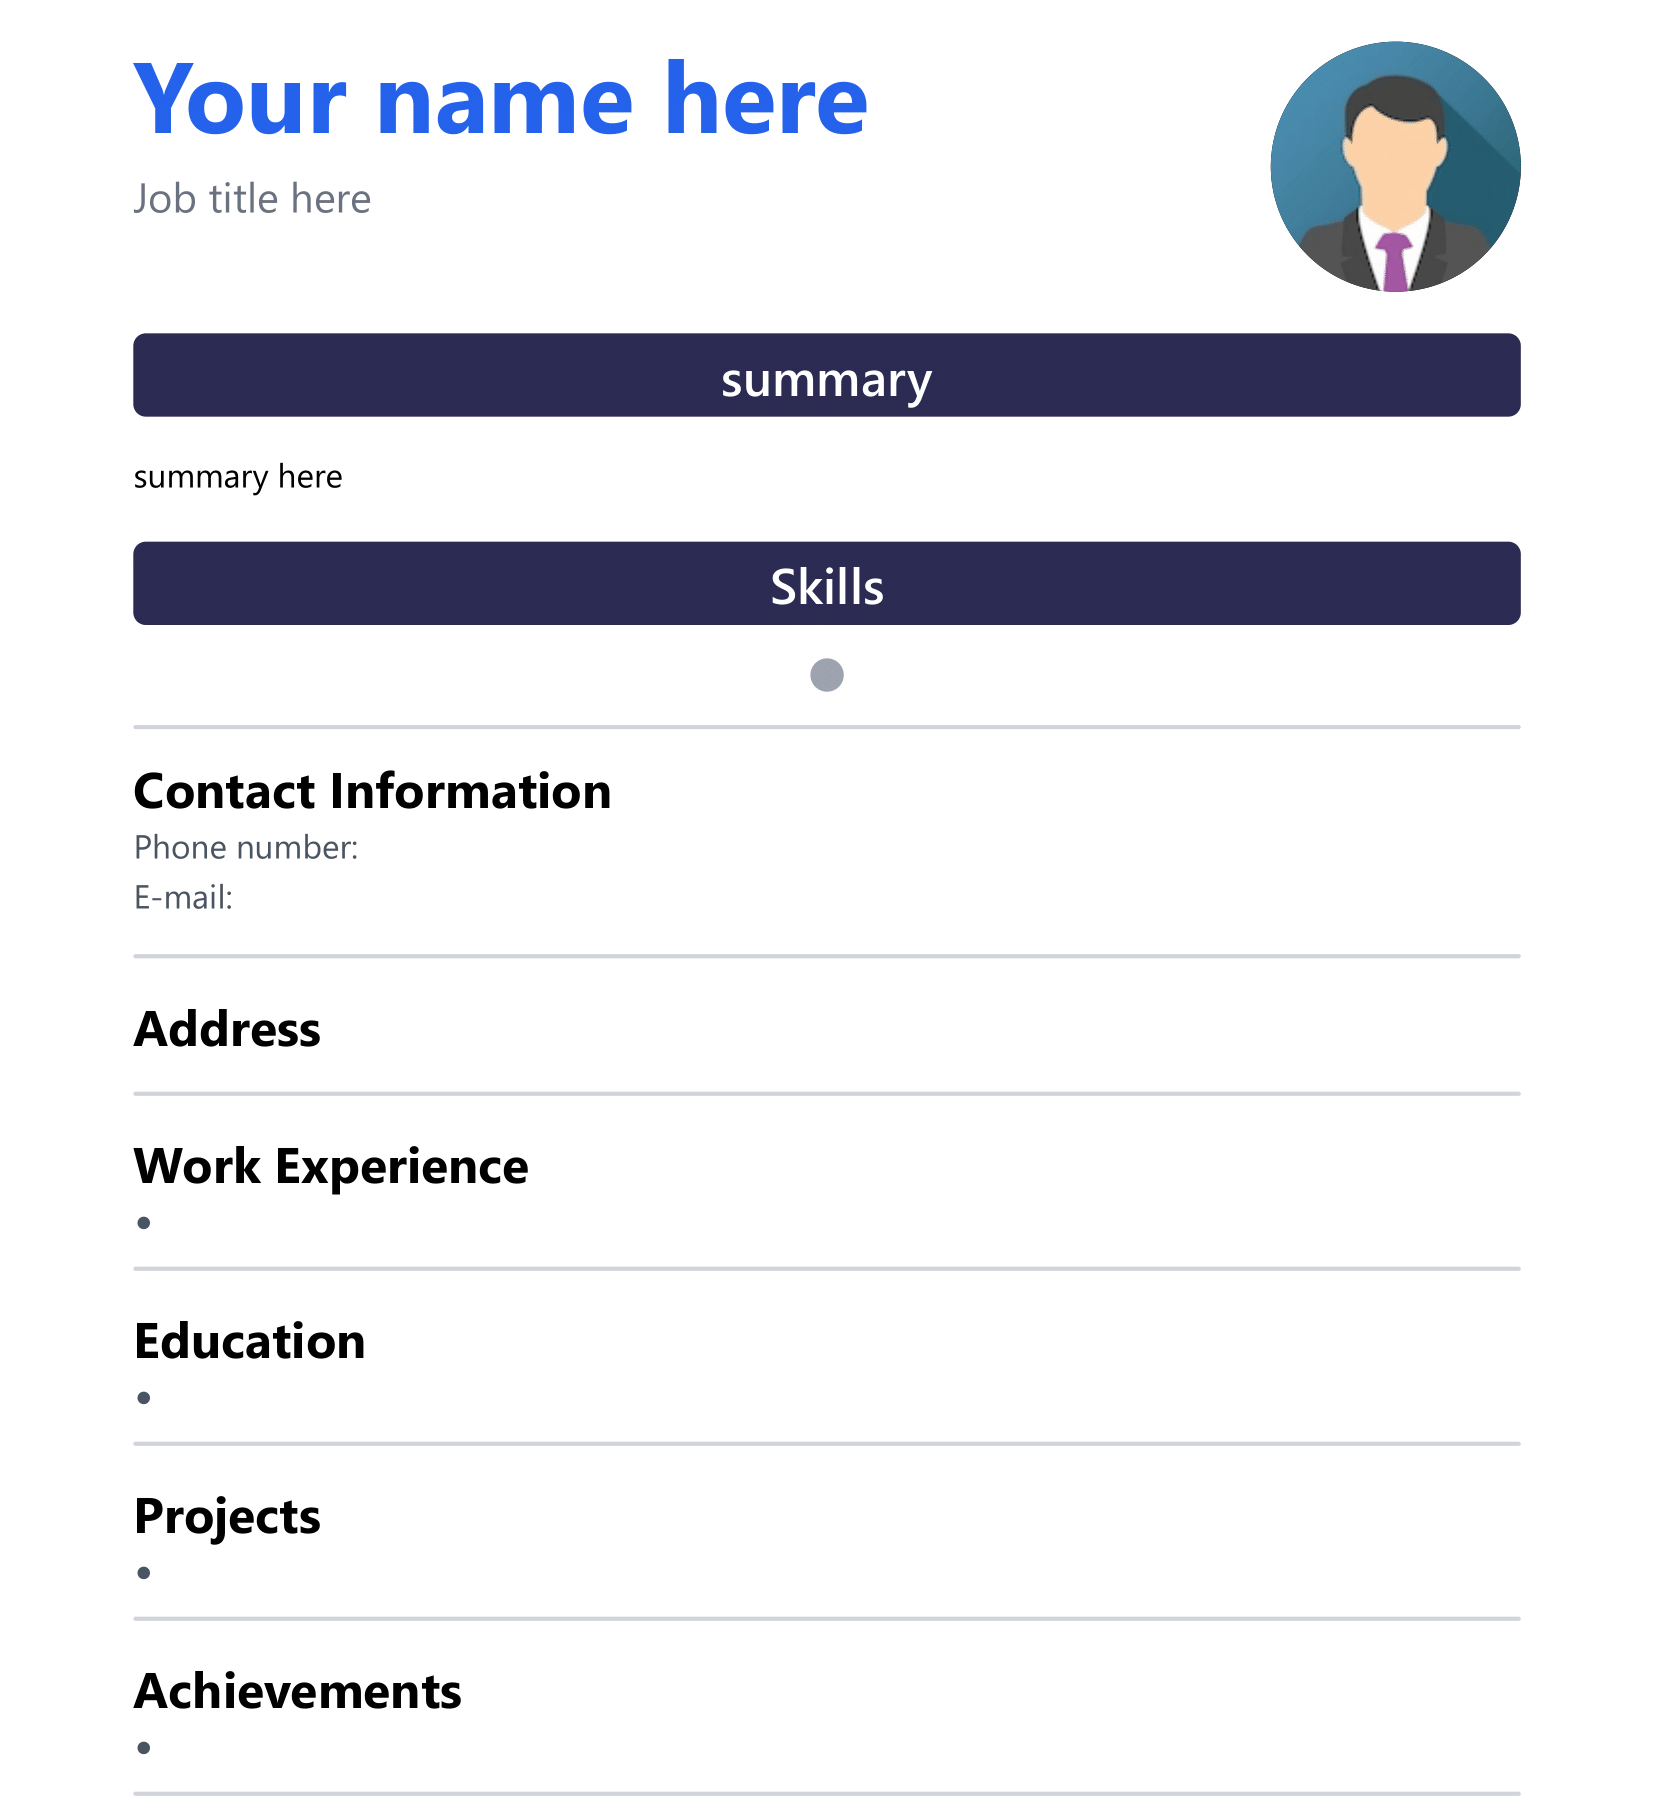 Your name here
Job title here
summary
summary here
Skills
Contact Information
Phone number:
E-mail:
Address
Work Experience
•
Education
•
Projects
•
Achievements
•